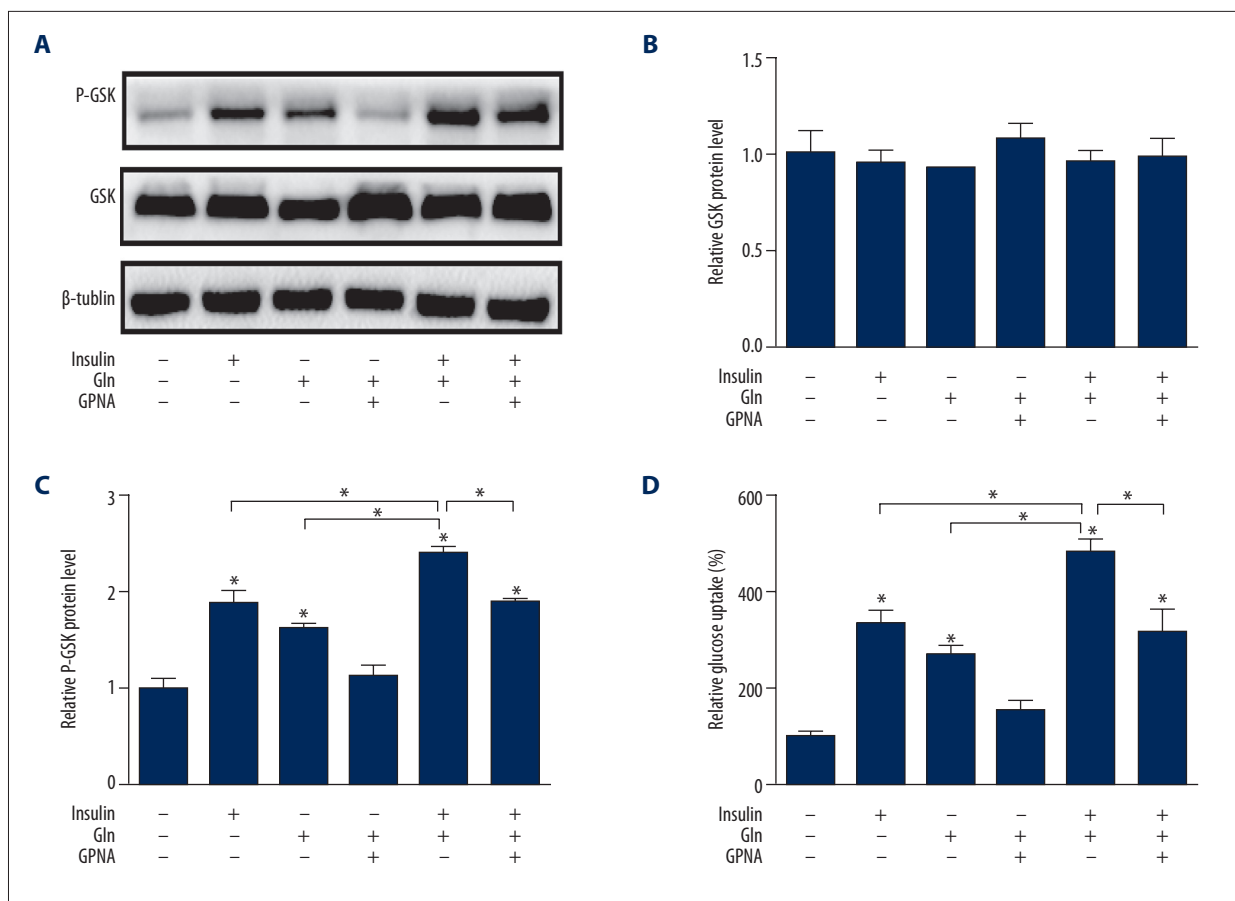 A
P-GSK
GSK
β-tublin
Insulin – + – – + +
Gln – – + + + +
GPNA – – – + – +
B
Relative GSK protein level
1.5
1.0
0.5
0.0
Insulin – + – – + +
Gln – – + + + +
GPNA – – – + – +
C
Relative P-GSK protein level
3
2
1
0
* *
*
* * * *
Insulin – + – – + +
Gln – – + + + +
GPNA – – – + – +
D
Relative glucose uptake (%)
600
400
200
0
* *
*
* * * *
Insulin – + – – + +
Gln – – + + + +
GPNA – – – + – +